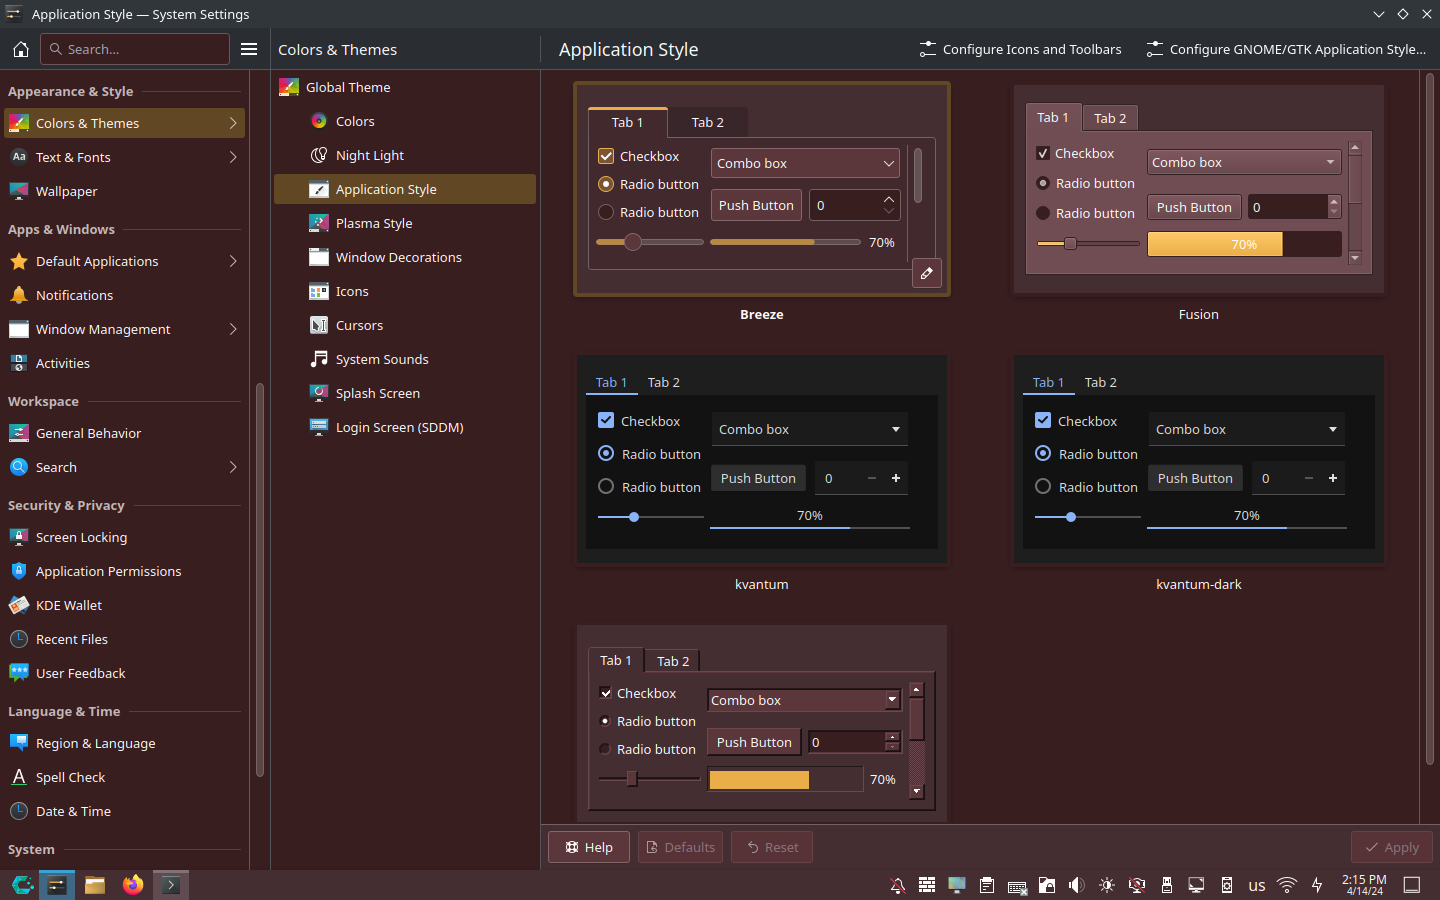 Application Style — System Settings
Search...
Colors & Themes
Application Style
Configure Icons and Toolbars
Configure GNOME/GTK Application Style...
Appearance & Style
Colors & Themes
Text & Fonts
Wallpaper
Apps & Windows
Default Applications
Notifications
Window Management
Activities
Workspace
General Behavior
Search
Security & Privacy
Screen Locking
Application Permissions
KDE Wallet
Recent Files
User Feedback
Language & Time
Region & Language
Spell Check
Date & Time
System
Global Theme
Colors
Night Light
Application Style
Plasma Style
Window Decorations
Icons
Cursors
System Sounds
Splash Screen
Login Screen (SDDM)
Tab 1 Tab 2
Checkbox Combo box
Radio button
Push Button 0
Radio button
70%
Breeze
Tab 1 Tab 2
Checkbox Combo box
Radio button
Push Button 0
Radio button
70%
Fusion
Tab 1 Tab 2
Checkbox Combo box
Radio button
Push Button 0
Radio button
70%
kvantum
Tab 1 Tab 2
Checkbox Combo box
Radio button
Push Button 0
Radio button
70%
kvantum-dark
Tab 1 Tab 2
Checkbox Combo box
Radio button
Push Button 0
Radio button
70%
Help
Defaults
Reset
Apply
us
2:15 PM
4/14/24